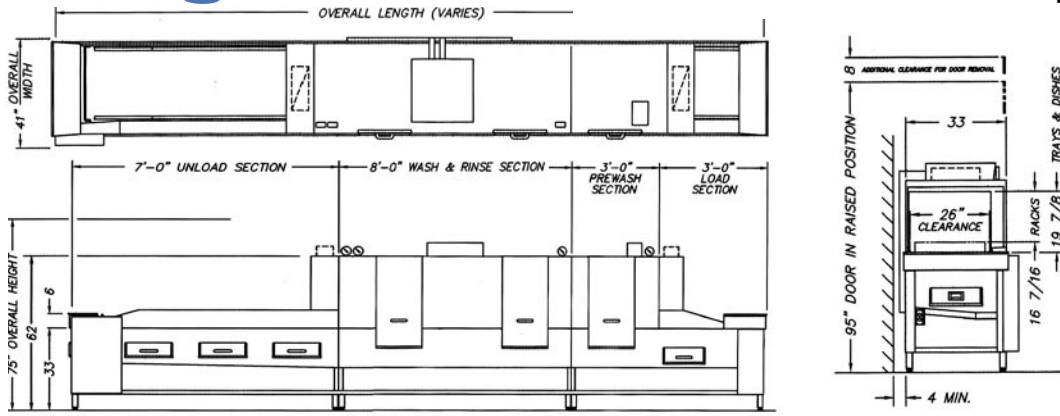 OVERALL LENGTH (VARIES)
41" OVERALL
WIDTH
7'-0" UNLOAD SECTION
8'-0" WASH & RINSE SECTION
3'-0"
PREWASH
SECTION
3'-0"
LOAD
SECTION
75" OVERALL HEIGHT
62
33
6
8
ADDITIONAL CLEARANCE FOR DOOR REMOVAL
95" DOOR IN RAISED POSITION
33
26"
CLEARANCE
16 7/16
RACKS
19 7/8
TRAYS & DISHES
4 MIN.